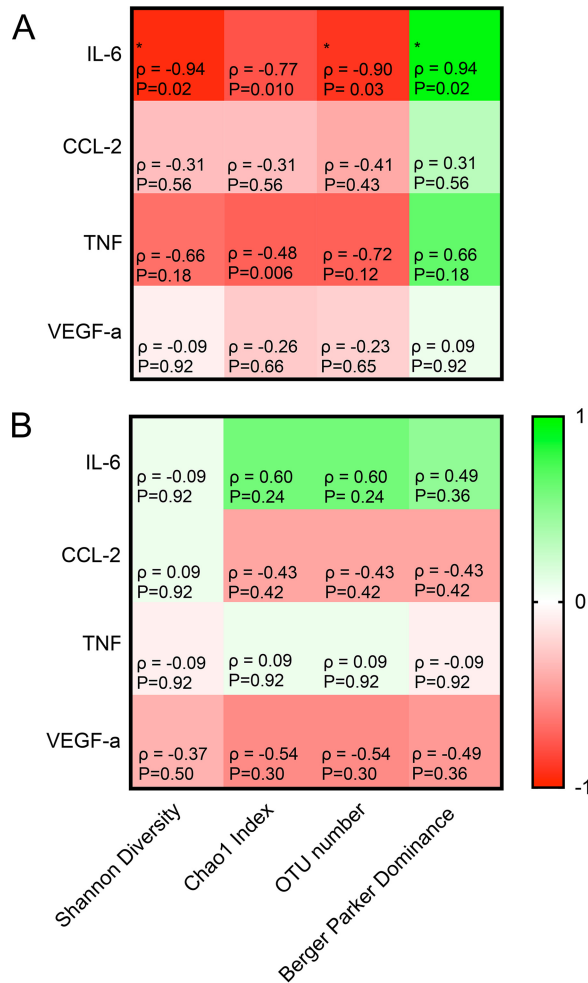 A
IL-6
* * *
ρ = -0.94 ρ = -0.77 ρ = -0.90 ρ = 0.94
P=0.02 P=0.010 P= 0.03 P=0.02
CCL-2
ρ = -0.31 ρ = -0.31 ρ = -0.41 ρ = 0.31
P=0.56 P=0.56 P=0.43 P=0.56
TNF
ρ = -0.66 ρ = -0.48 ρ = -0.72 ρ = 0.66
P=0.18 P=0.006 P=0.12 P=0.18
VEGF-a
ρ = -0.09 ρ = -0.26 ρ = -0.23 ρ = 0.09
P=0.92 P=0.66 P=0.65 P=0.92
B
IL-6
ρ = -0.09 ρ = 0.60 ρ = 0.60 ρ = 0.49
P=0.92 P=0.24 P= 0.24 P=0.36
CCL-2
ρ = 0.09 ρ = -0.43 ρ = -0.43 ρ = -0.43
P=0.92 P=0.42 P=0.42 P=0.42
TNF
ρ = -0.09 ρ = 0.09 ρ = 0.09 ρ = -0.09
P=0.92 P=0.92 P=0.92 P=0.92
VEGF-a
ρ = -0.37 ρ = -0.54 ρ = -0.54 ρ = -0.49
P=0.50 P=0.30 P=0.30 P=0.36
Shannon Diversity
Chao1 Index
OTU number
Berger Parker Dominance
1
0
-1